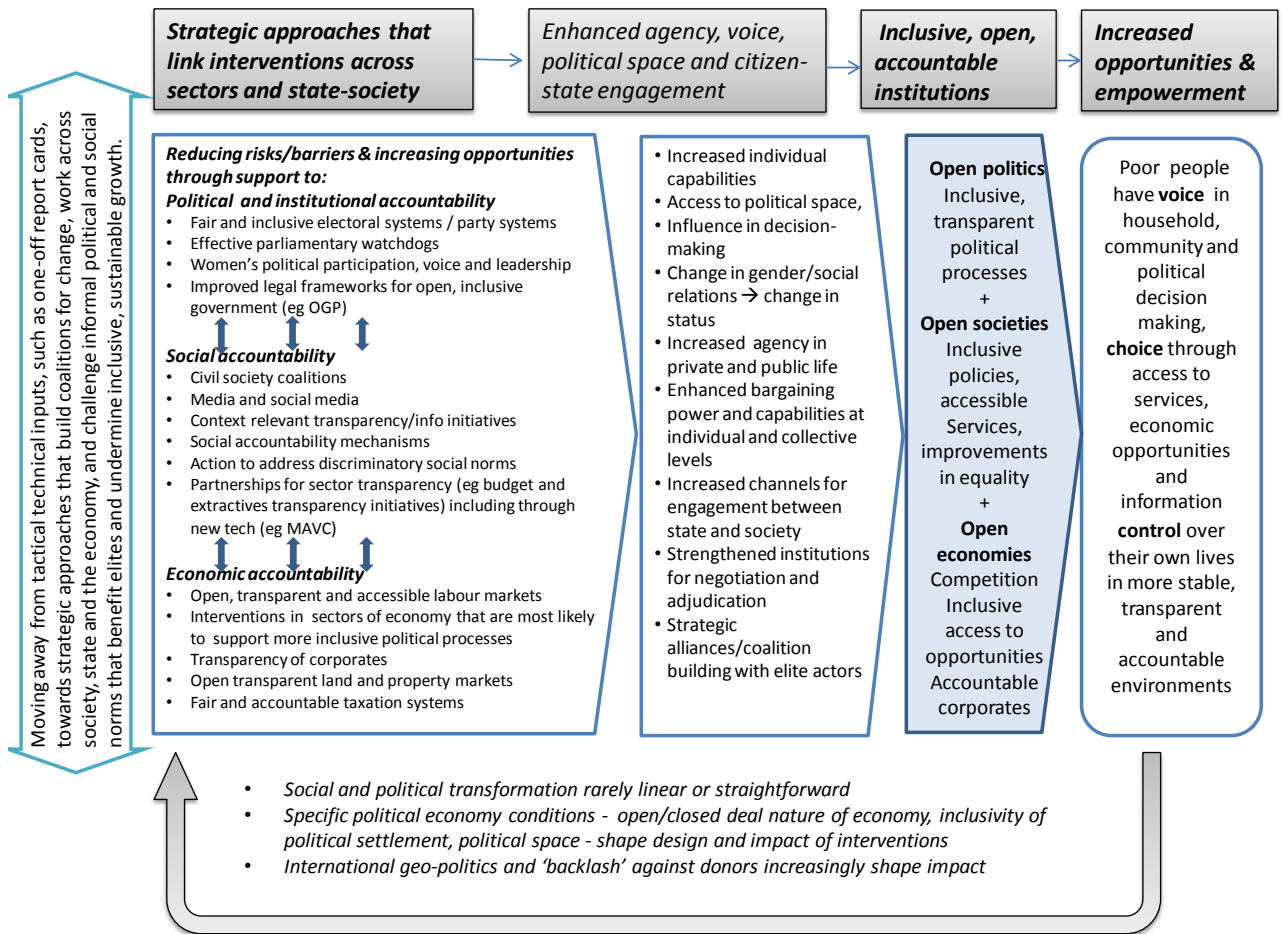 Strategic approaches that
link interventions across
sectors and state-society
Enhanced agency, voice,
political space and citizen-
state engagement
Inclusive, open,
accountable
institutions
Increased
opportunities &
empowerment
Moving away from tactical technical inputs, such as one-off report cards,
towards strategic approaches that build coalitions for change, work across
society, state and the economy, and challenge informal political and social
norms that benefit elites and undermine inclusive, sustainable growth.
Reducing risks/barriers & increasing opportunities
through support to:
Political and institutional accountability
• Fair and inclusive electoral systems / party systems
• Effective parliamentary watchdogs
• Women's political participation, voice and leadership
• Improved legal frameworks for open, inclusive
government (eg OGP)
Social accountability
• Civil society coalitions
• Media and social media
• Context relevant transparency/info initiatives
• Social accountability mechanisms
• Action to address discriminatory social norms
• Partnerships for sector transparency (eg budget and
extractives transparency initiatives) including through
new tech (eg MAVC)
Economic accountability
• Open, transparent and accessible labour markets
• Interventions in sectors of economy that are most likely
to support more inclusive political processes
• Transparency of corporates
• Open transparent land and property markets
• Fair and accountable taxation systems
• Increased individual
capabilities
• Access to political space,
• Influence in decision-
making
• Change in gender/social
relations → change in
status
• Increased agency in
private and public life
• Enhanced bargaining
power and capabilities at
individual and collective
levels
• Increased channels for
engagement between
state and society
• Strengthened institutions
for negotiation and
adjudication
• Strategic
alliances/coalition
building with elite actors
Open politics
Inclusive,
transparent
political
processes
+
Open societies
Inclusive
policies,
accessible
Services,
improvements
in equality
+
Open
economies
Competition
Inclusive
access to
opportunities
Accountable
corporates
Poor people
have voice in
household,
community and
political
decision
making,
choice through
access to
services,
economic
opportunities
and
information
control over
their own lives
in more stable,
transparent
and
accountable
environments
• Social and political transformation rarely linear or straightforward
• Specific political economy conditions - open/closed deal nature of economy, inclusivity of
political settlement, political space - shape design and impact of interventions
• International geo-politics and 'backlash' against donors increasingly shape impact